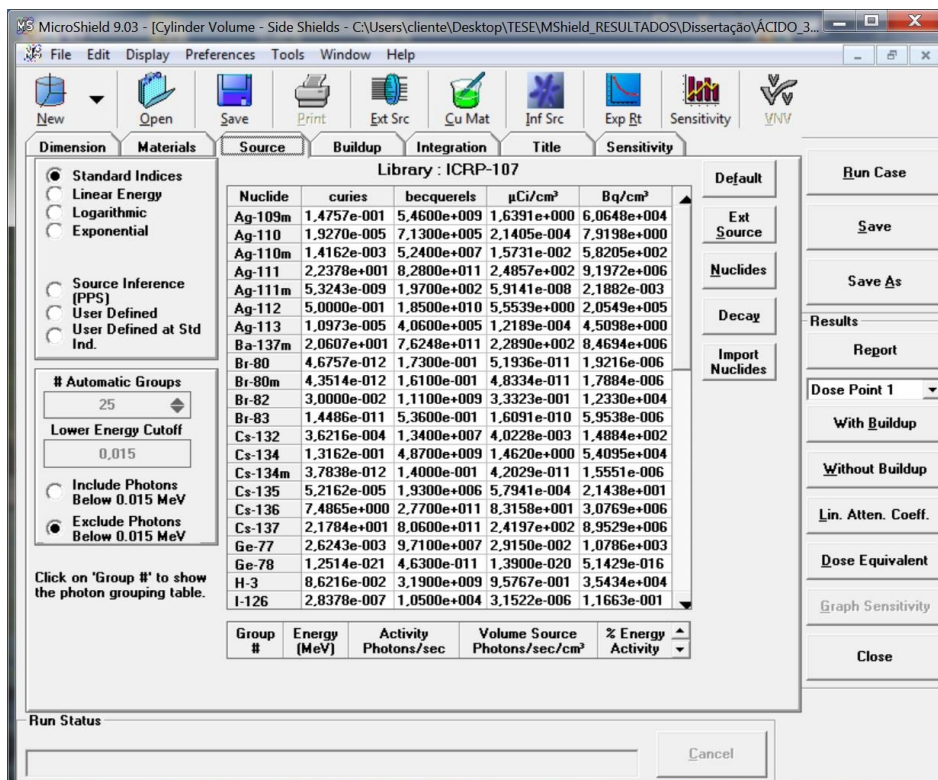 MicroShield 9.03 - [Cylinder Volume - Side Shields - C:\Users\cliente\Desktop\TESE\MShield_RESULTADOS\Dissertação\ÁCIDO_3...
File Edit Display Preferences Tools Window Help
New Open Save Print Ext Src Cu Mat Inf Src Exp Rt Sensitivity VNV
Dimension Materials Source Buildup Integration Title Sensitivity
Standard Indices
Linear Energy
Logarithmic
Exponential
Source Inference
(PPS)
User Defined
User Defined at Std
Ind.
# Automatic Groups
25
Lower Energy Cutoff
0,015
Include Photons
Below 0.015 MeV
Exclude Photons
Below 0.015 MeV
Click on 'Group #' to show
the photon grouping table.
Library : ICRP-107
Nuclide curies becquerels µCi/cm³ Bq/cm³
Ag-109m 1,4757e-001 5,4600e+009 1,6391e+000 6,0648e+004
Ag-110 1,9270e-005 7,1300e+005 2,1405e-004 7,9198e+000
Ag-110m 1,4162e-003 5,2400e+007 1,5731e-002 5,8205e+002
Ag-111 2,2378e+001 8,2800e+011 2,4857e+002 9,1972e+006
Ag-111m 5,3243e-009 1,9700e+002 5,9141e-008 2,1882e-003
Ag-112 5,0000e-001 1,8500e+010 5,5539e+000 2,0549e+005
Ag-113 1,0973e-005 4,0600e+005 1,2189e-004 4,5098e+000
Ba-137m 2,0607e+001 7,6248e+011 2,2890e+002 8,4694e+006
Br-80 4,6757e-012 1,7300e-001 5,1936e-011 1,9216e-006
Br-80m 4,3514e-012 1,6100e-001 4,8334e-011 1,7884e-006
Br-82 3,0000e-002 1,1100e+009 3,3323e-001 1,2330e+004
Br-83 1,4486e-011 5,3600e-001 1,6091e-010 5,9538e-006
Cs-132 3,6216e-004 1,3400e+007 4,0228e-003 1,4884e+002
Cs-134 1,3162e-001 4,8700e+009 1,4620e+000 5,4095e+004
Cs-134m 3,7838e-012 1,4000e-001 4,2029e-011 1,5551e-006
Cs-135 5,2162e-005 1,9300e+006 5,7941e-004 2,1438e+001
Cs-136 7,4865e+000 2,7700e+011 8,3158e+001 3,0769e+006
Cs-137 2,1784e+001 8,0600e+011 2,4197e+002 8,9529e+006
Ge-77 2,6243e-003 9,7100e+007 2,9150e-002 1,0786e+003
Ge-78 1,2514e-021 4,6300e-011 1,3900e-020 5,1429e-016
H-3 8,6216e-002 3,1900e+009 9,5767e-001 3,5434e+004
I-126 2,8378e-007 1,0500e+004 3,1522e-006 1,1663e-001
Group
#
Energy
(MeV)
Activity
Photons/sec
Volume Source
Photons/sec/cm³
% Energy
Activity
Default
Ext
Source
Nuclides
Decay
Import
Nuclides
Run Case
Save
Save As
Results
Report
Dose Point 1
With Buildup
Without Buildup
Lin. Atten. Coeff.
Dose Equivalent
Graph Sensitivity
Close
Run Status
Cancel